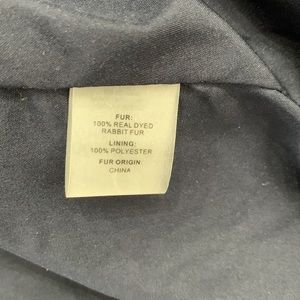 FUR:
100% REAL DYED
RABBIT FUR
LINING:
100% POLYESTER
FUR ORIGIN:
CHINA